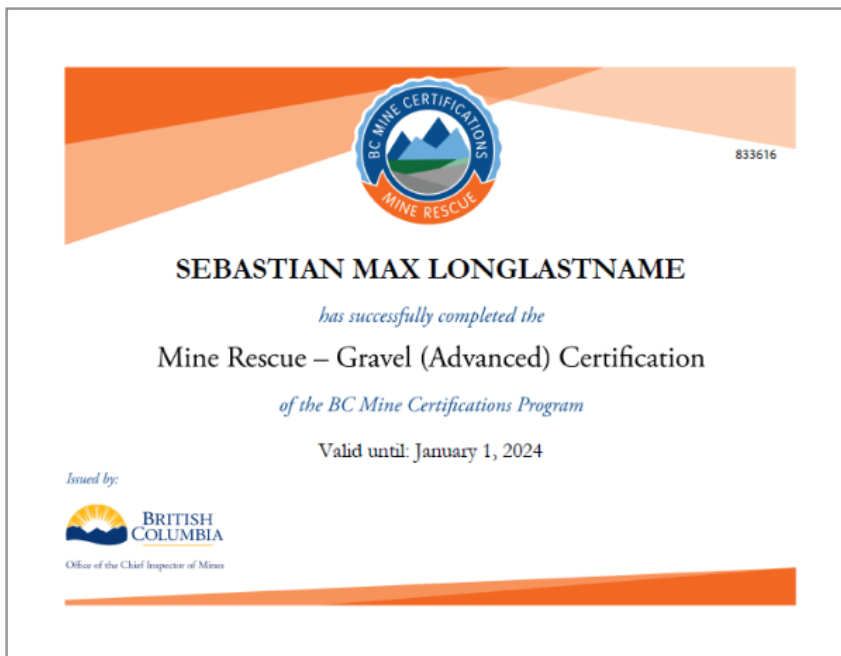 BC MINE CERTIFICATIONS
MINE RESCUE
833616
SEBASTIAN MAX LONGLASTNAME
has successfully completed the
Mine Rescue – Gravel (Advanced) Certification
of the BC Mine Certifications Program
Valid until: January 1, 2024
Issued by:
BRITISH
COLUMBIA
Office of the Chief Inspector of Mines